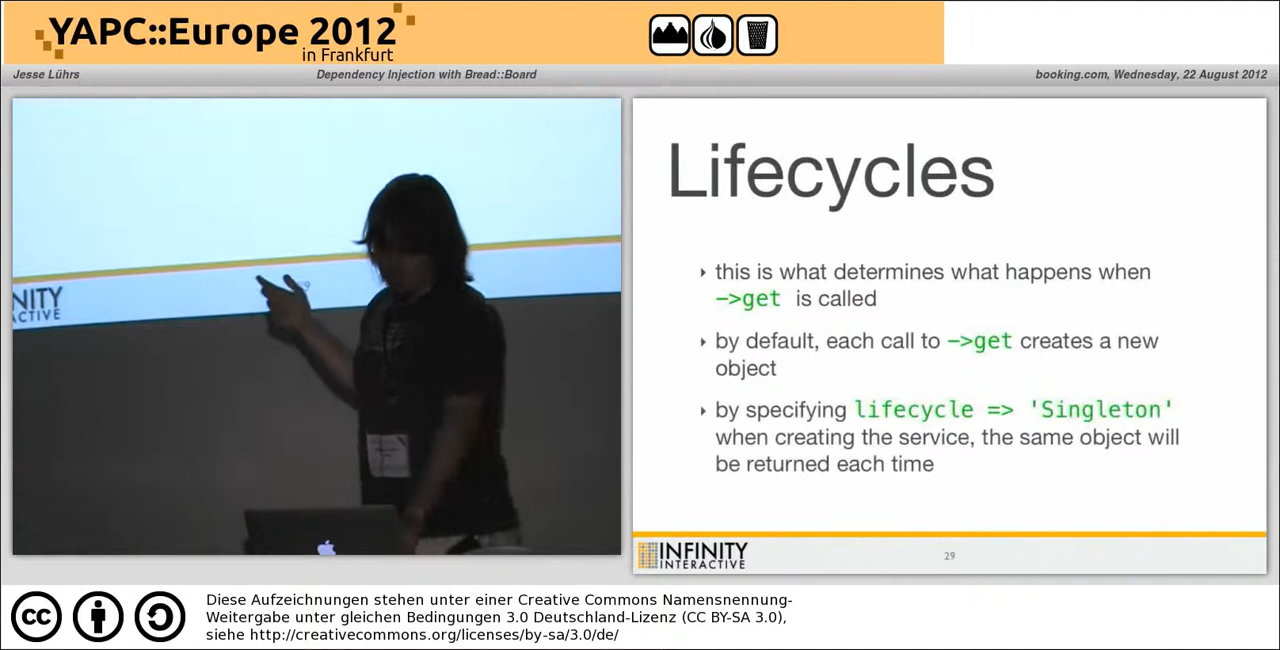 YAPC::Europe 2012
in Frankfurt
Jesse Lührs
Dependency Injection with Bread::Board
booking.com, Wednesday, 22 August 2012
NITY
ACTIVE
Lifecycles
‣ this is what determines what happens when
->get is called
‣ by default, each call to ->get creates a new
object
‣ by specifying lifecycle => 'Singleton'
when creating the service, the same object will
be returned each time
INFINITY
INTERACTIVE
29
cc
Diese Aufzeichnungen stehen unter einer Creative Commons Namensnennung-
Weitergabe unter gleichen Bedingungen 3.0 Deutschland-Lizenz (CC BY-SA 3.0),
siehe http://creativecommons.org/licenses/by-sa/3.0/de/